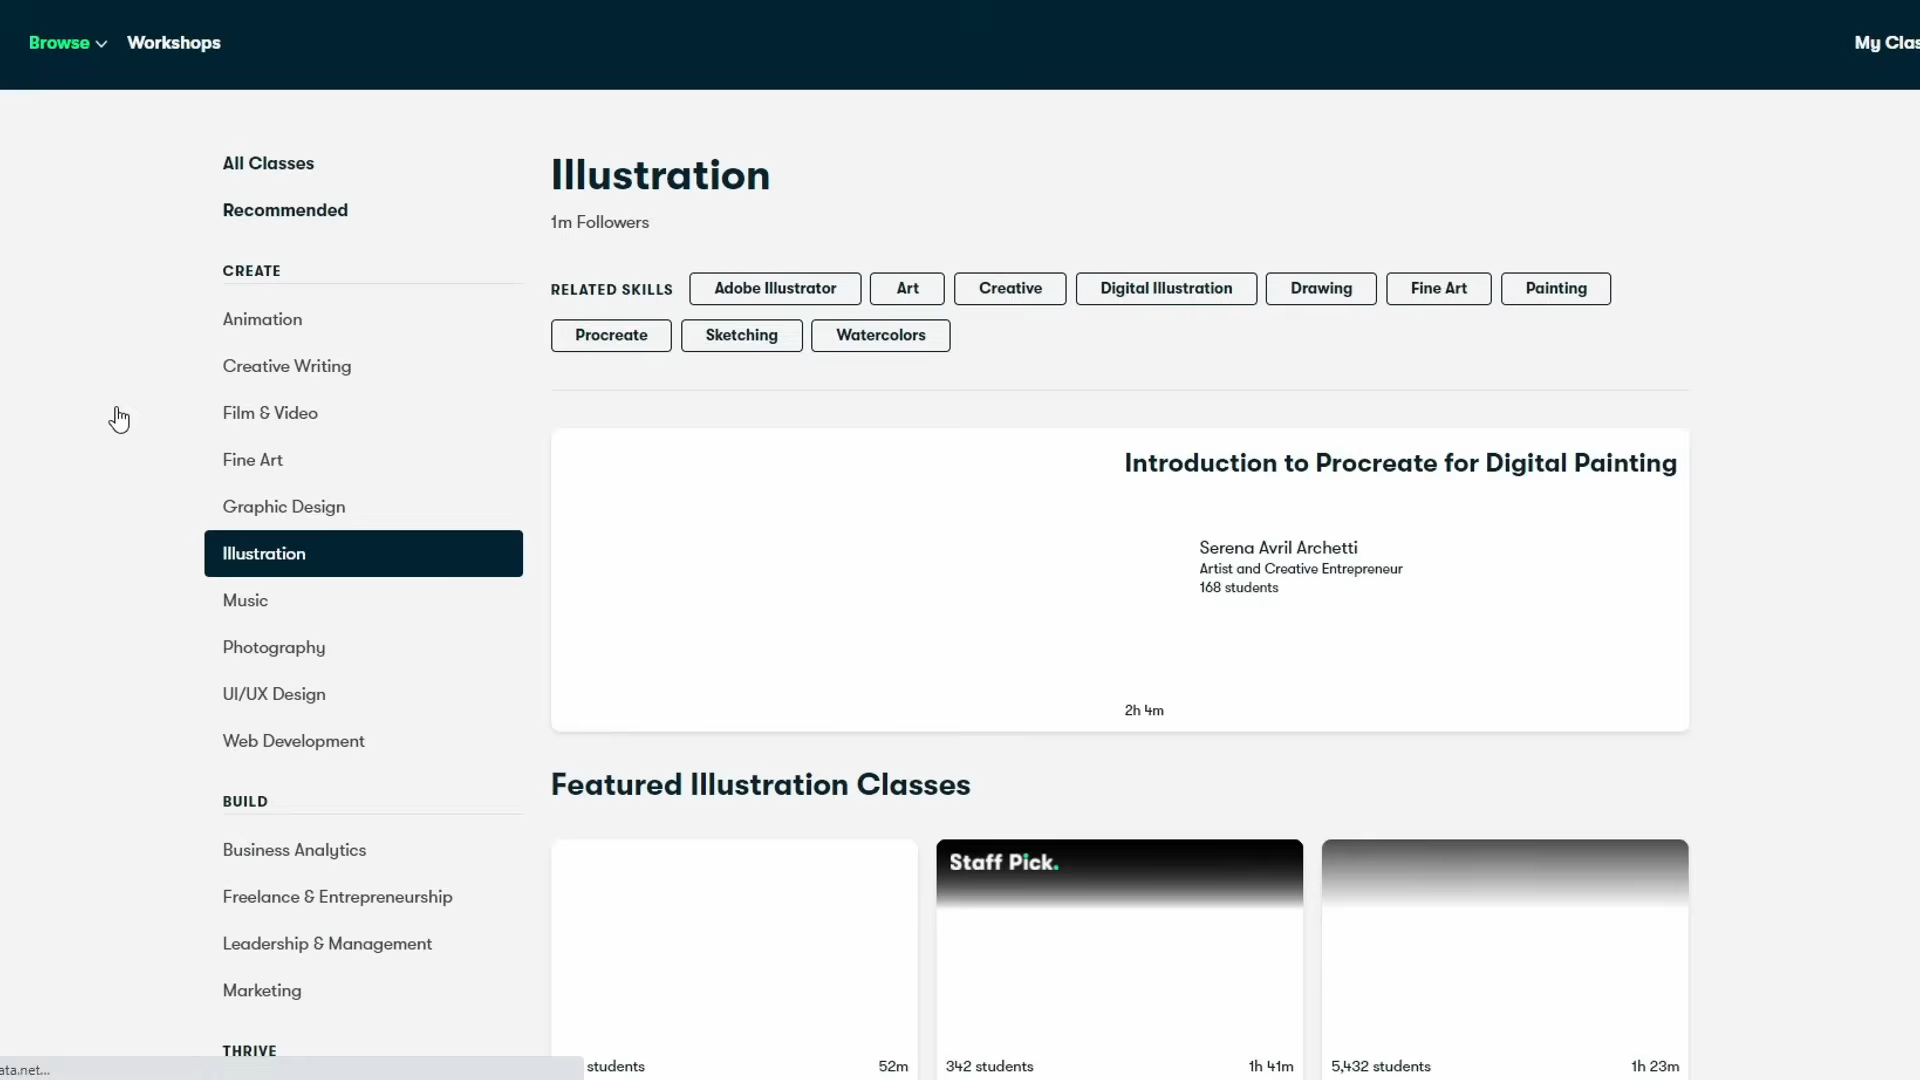 Browse Workshops My Clas
All Classes
Recommended
CREATE
Animation
Creative Writing
Film & Video
Fine Art
Graphic Design
Illustration
Music
Photography
UI/UX Design
Web Development
BUILD
Business Analytics
Freelance & Entrepreneurship
Leadership & Management
Marketing
THRIVE
ata.net...
Illustration
1m Followers
RELATED SKILLS Adobe Illustrator Art Creative Digital Illustration Drawing Fine Art Painting
Procreate Sketching Watercolors
Introduction to Procreate for Digital Painting
Serena Avril Archetti
Artist and Creative Entrepreneur
168 students
2h 4m
Featured Illustration Classes
Staff Pick.
students 52m 342 students 1h 41m 5,432 students 1h 23m